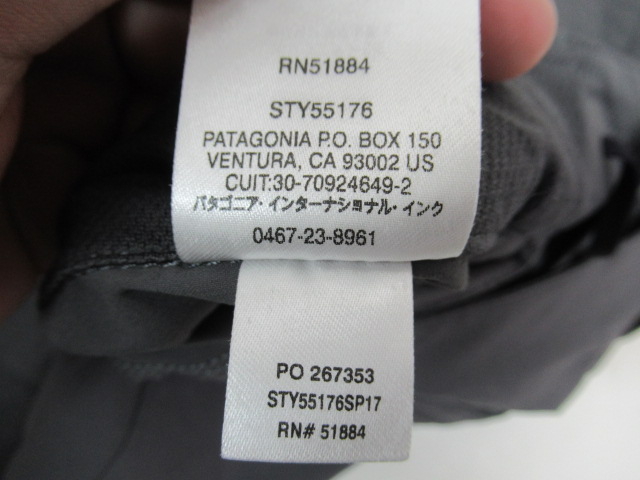 RN51884
STY55176
PATAGONIA P.O. BOX 150
VENTURA, CA 93002 US
CUIT:30-70924649-2
パタゴニア・インターナショナル・インク
0467-23-8961
PO 267353
STY55176SP17
RN# 51884